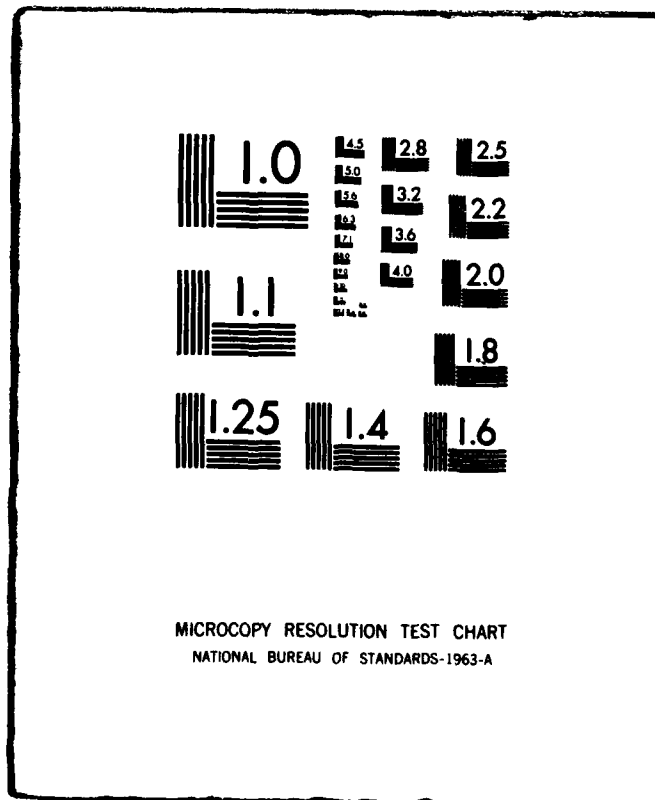 1.0
4.5 2.8 2.5
5.0
5.6 3.2 2.2
6.3
7.1 3.6
4.0 2.0
1.1
1.8
1.25 1.4 1.6
MICROCOPY RESOLUTION TEST CHART
NATIONAL BUREAU OF STANDARDS-1963-A